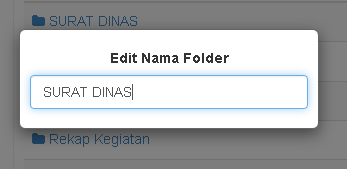 SURAT DINAS
Edit Nama Folder
SURAT DINAS
Rekap Kegiatan